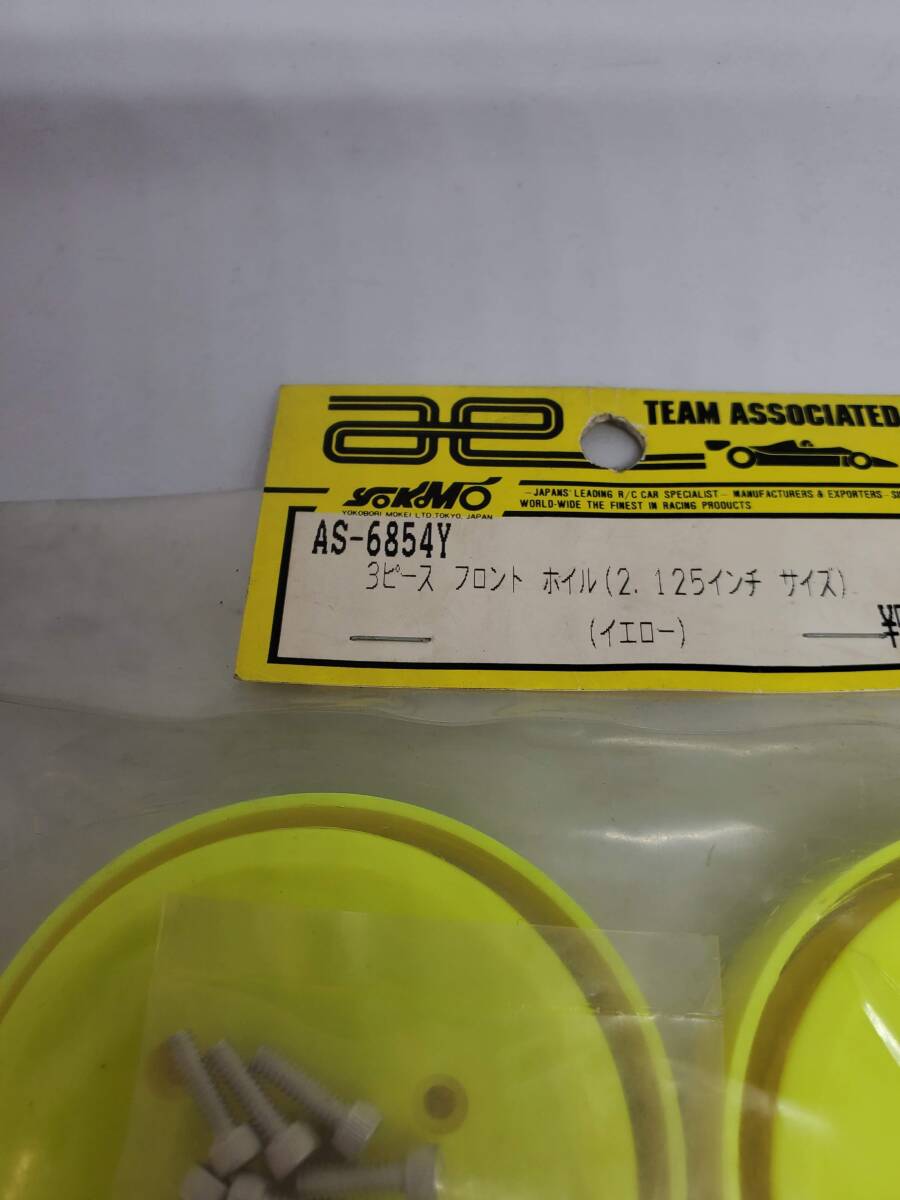 ae
TEAM ASSOCIATED
YOKOMO
YOKOBORI MOKEI LTD. TOKYO, JAPAN
—JAPANS' LEADING R/C CAR SPECIALIST— MANUFACTURERS & EXPORTERS—
WORLD-WIDE THE FINEST IN RACING PRODUCTS
AS-6854Y
3ピース フロント ホイル(2.125インチ サイズ)
(イエロー)
¥